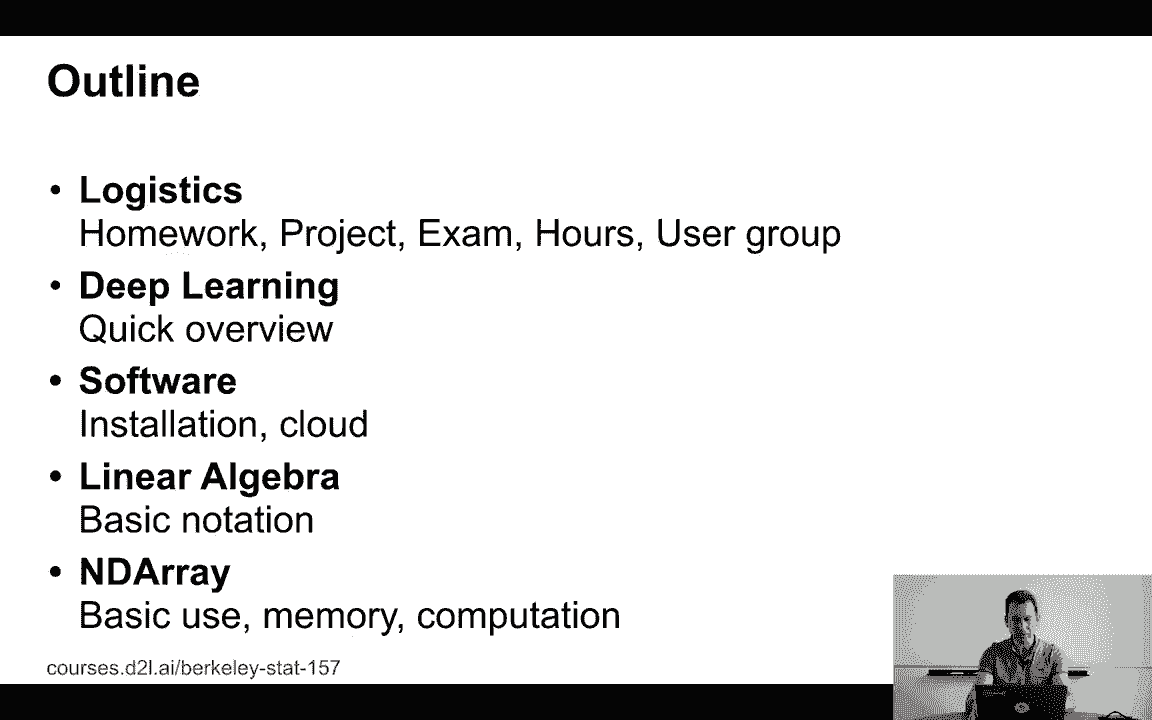 Outline
• Logistics
Homework, Project, Exam, Hours, User group
• Deep Learning
Quick overview
• Software
Installation, cloud
• Linear Algebra
Basic notation
• NDArray
Basic use, memory, computation
courses.d2l.ai/berkeley-stat-157